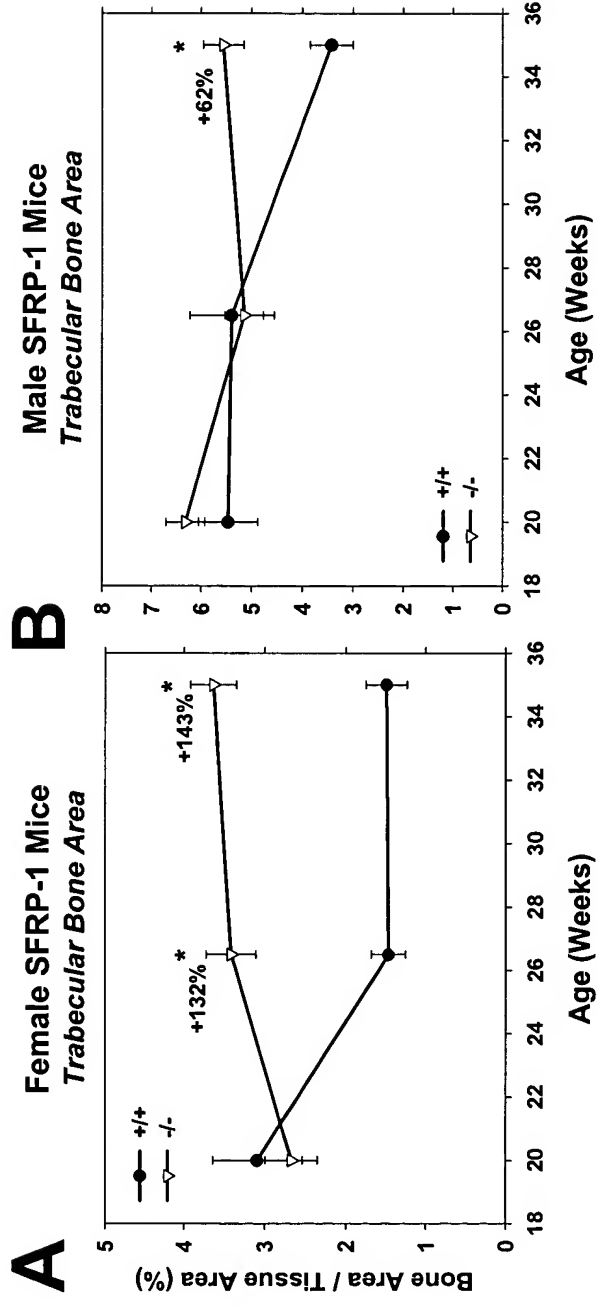 A
Female SFRP-1 Mice
Trabecular Bone Area
+/+
-/-
+132%
*
+143%
*
5
4
3
2
1
0
Bone Area / Tissue Area (%)
18 20 22 24 26 28 30 32 34 36
Age (Weeks)
B
Male SFRP-1 Mice
Trabecular Bone Area
+62%
*
+/+
-/-
8
7
6
5
4
3
2
1
0
18 20 22 24 26 28 30 32 34 36
Age (Weeks)